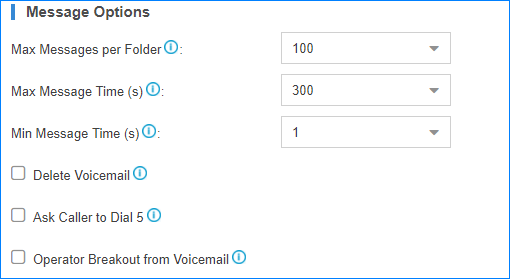 Message Options
Max Messages per Folder : 100
Max Message Time (s) : 300
Min Message Time (s) : 1
Delete Voicemail
Ask Caller to Dial 5
Operator Breakout from Voicemail